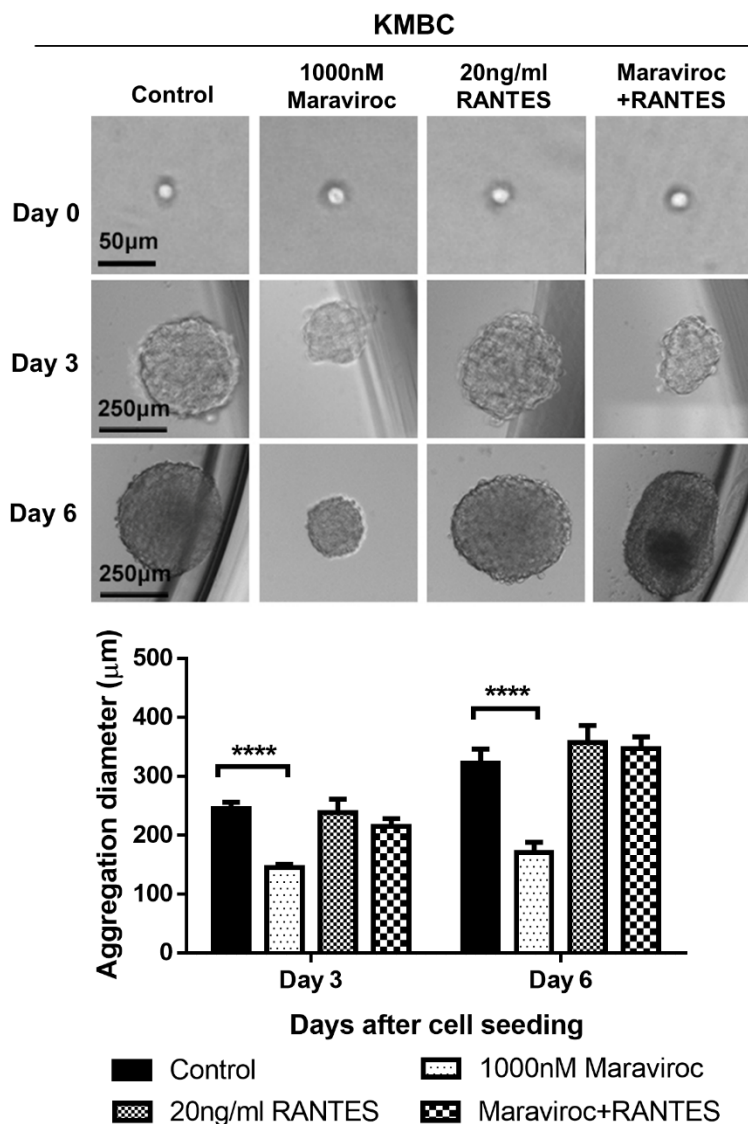 KMBC
Control
1000nM
Maraviroc
20ng/ml
RANTES
Maraviroc
+RANTES
Day 0
50μm
Day 3
250μm
Day 6
250μm
Aggregation diameter (μm)
500
400
300
200
100
0
****
****
Day 3
Day 6
Days after cell seeding
Control
1000nM Maraviroc
20ng/ml RANTES
Maraviroc+RANTES